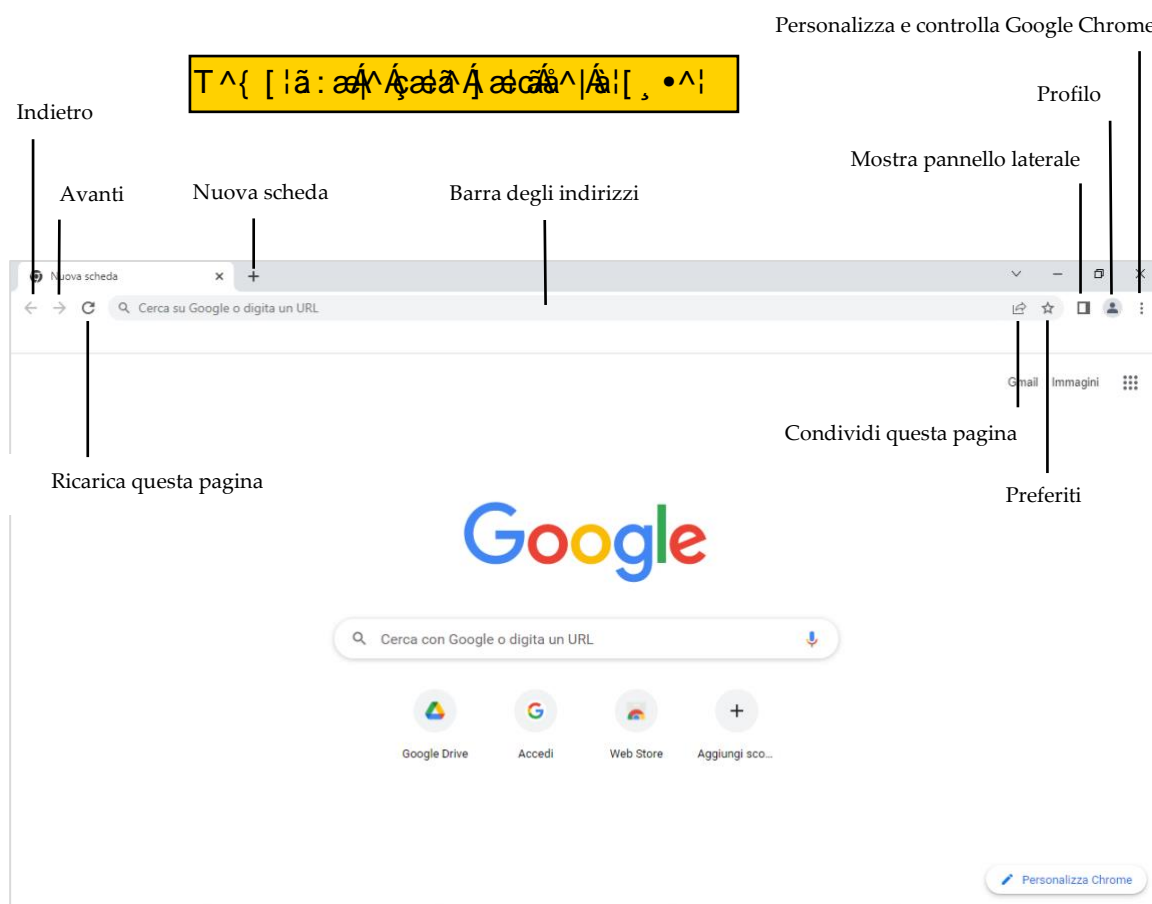 Personalizza e controlla Google Chrome
Indietro
Profilo
Mostra pannello laterale
Avanti
Nuova scheda
Barra degli indirizzi
Nuova scheda
Cerca su Google o digita un URL
Gmail Immagini
Condividi questa pagina
Ricarica questa pagina
Preferiti
Google
Cerca con Google o digita un URL
Google Drive
Accedi
Web Store
Aggiungi sco...
Personalizza Chrome